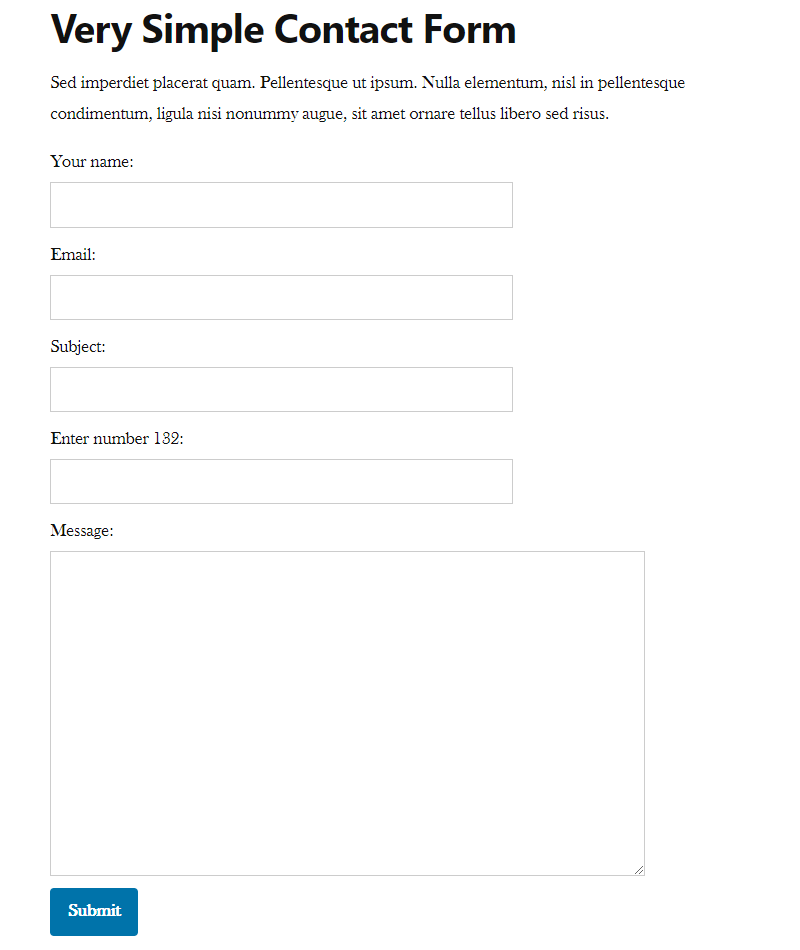 Very Simple Contact Form
Sed imperdiet placerat quam. Pellentesque ut ipsum. Nulla elementum, nisl in pellentesque
condimentum, ligula nisi nonummy augue, sit amet ornare tellus libero sed risus.
Your name:
Email:
Subject:
Enter number 132:
Message:
Submit